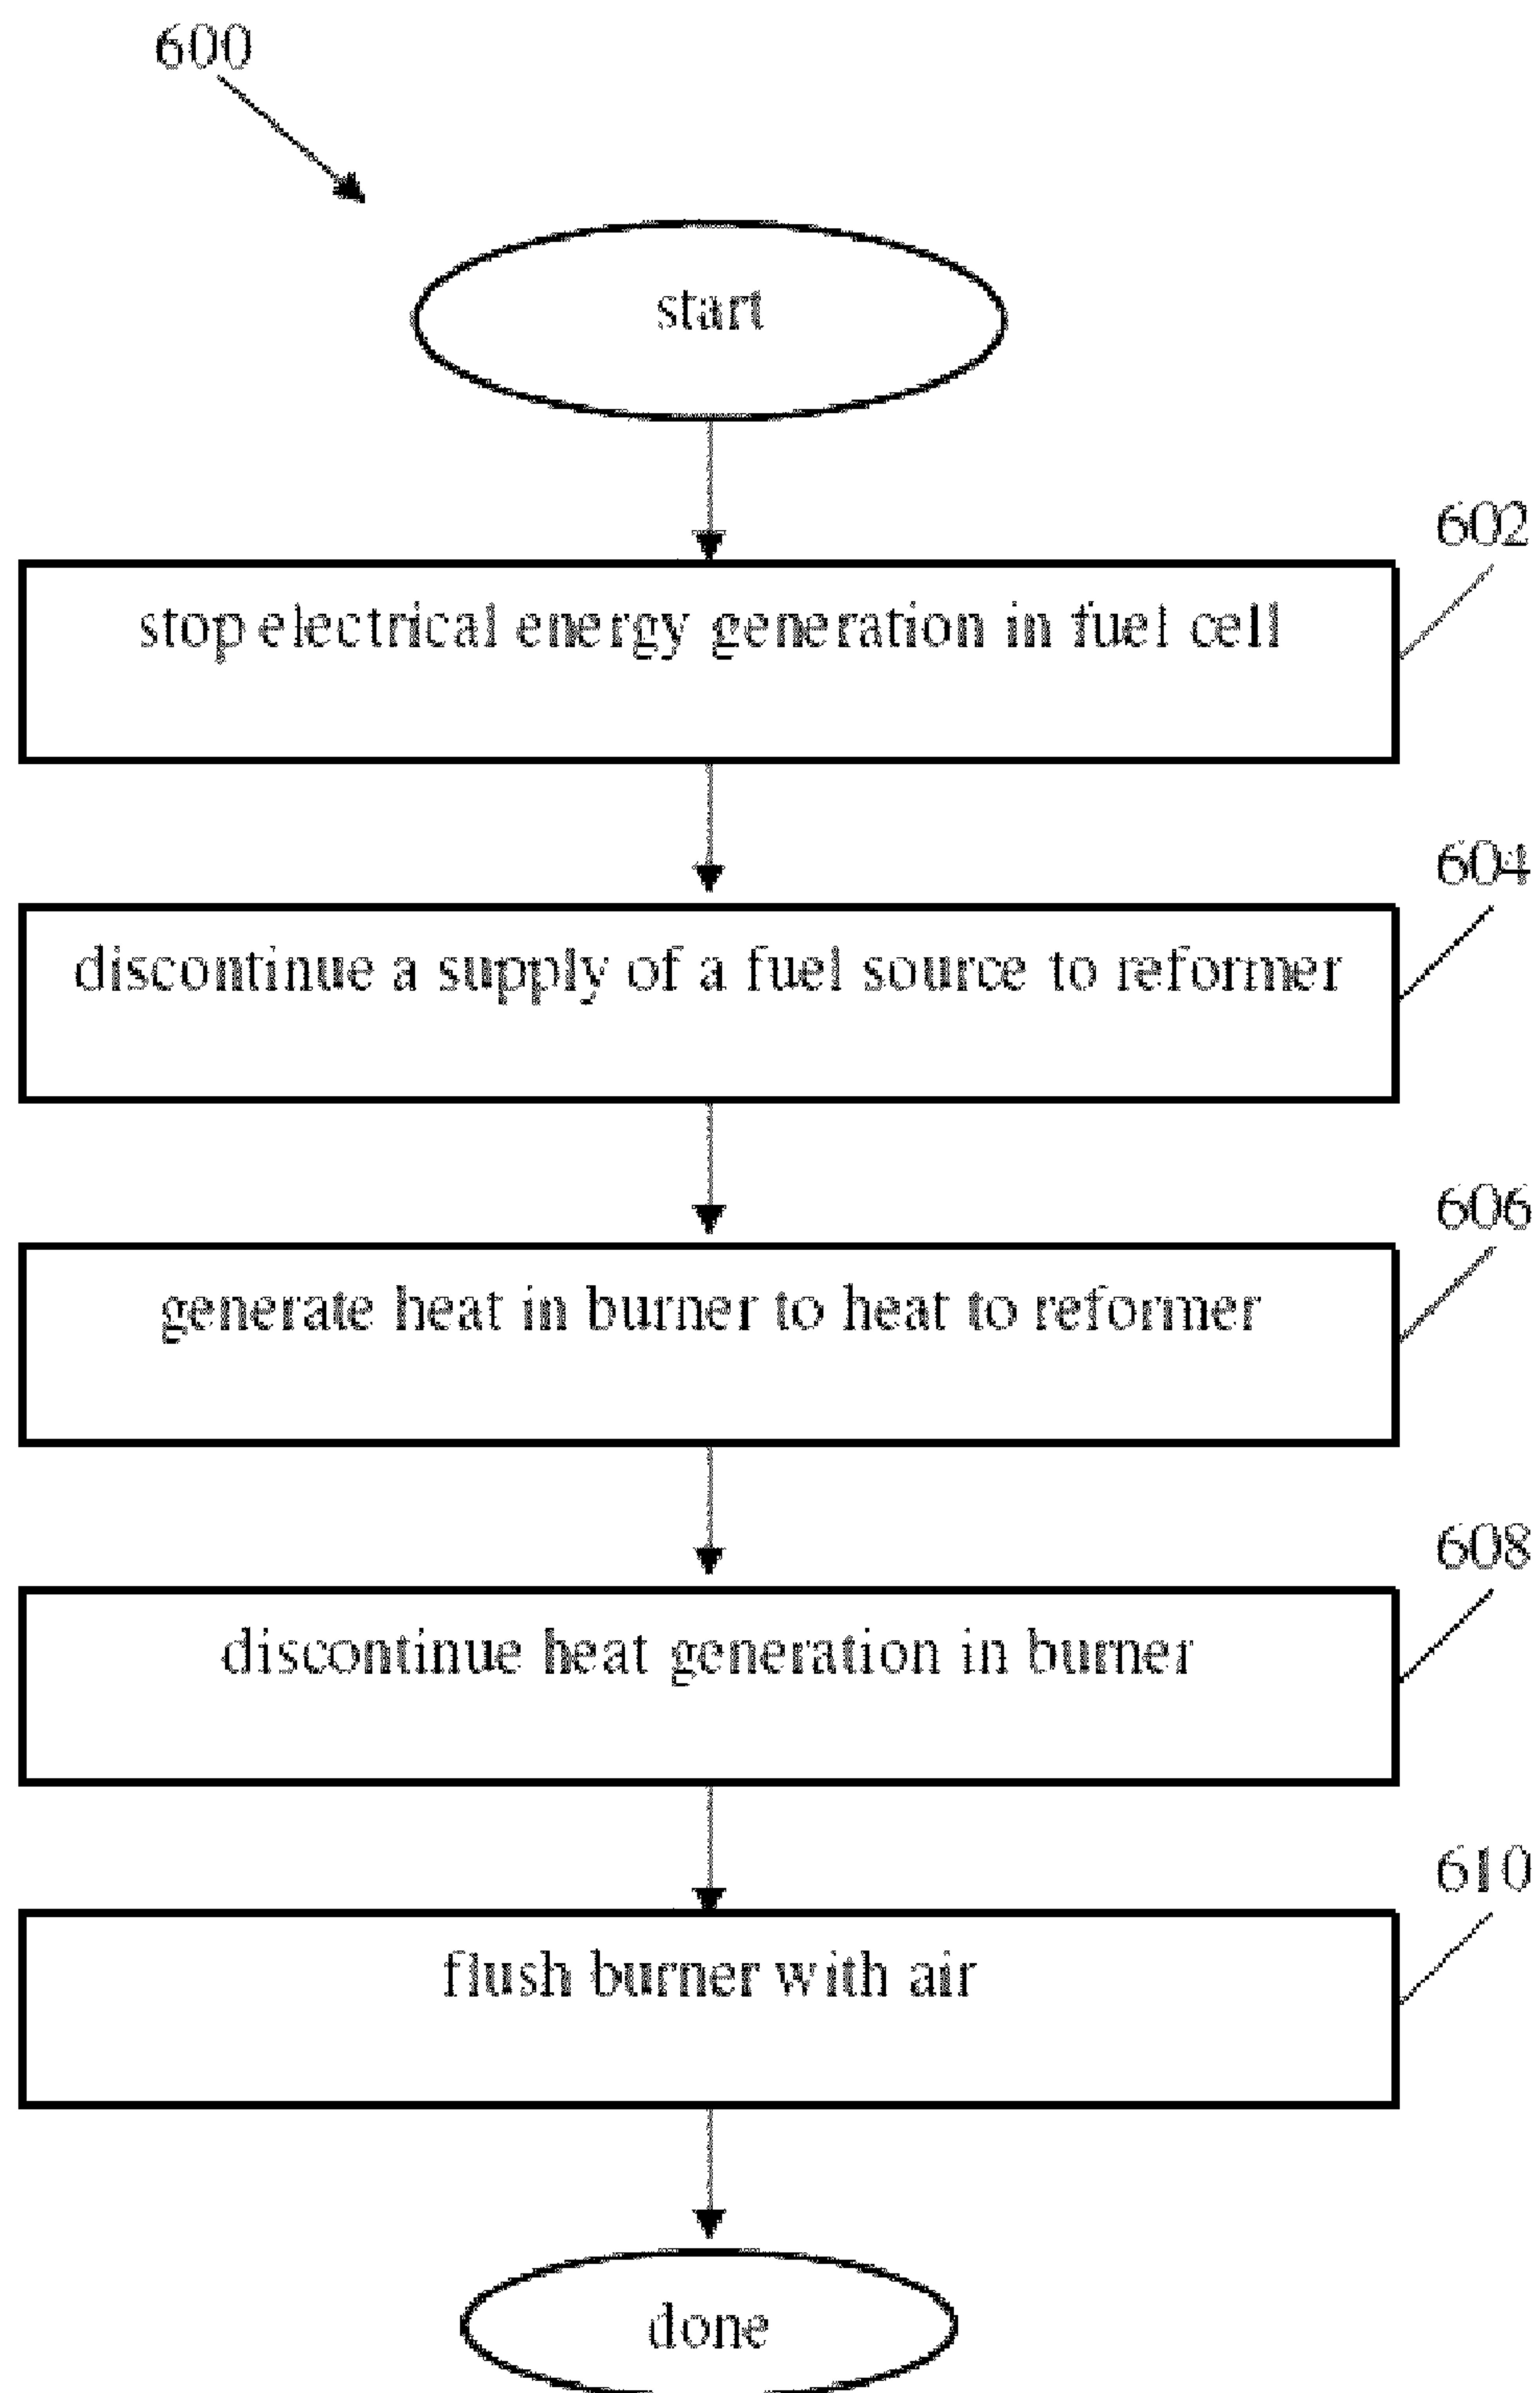 600
start
602
stop electrical energy generation in fuel cell
604
discontinue a supply of a fuel source to reformer
606
generate heat in burner to heat to reformer
608
discontinue heat generation in burner
610
flush burner with air
done